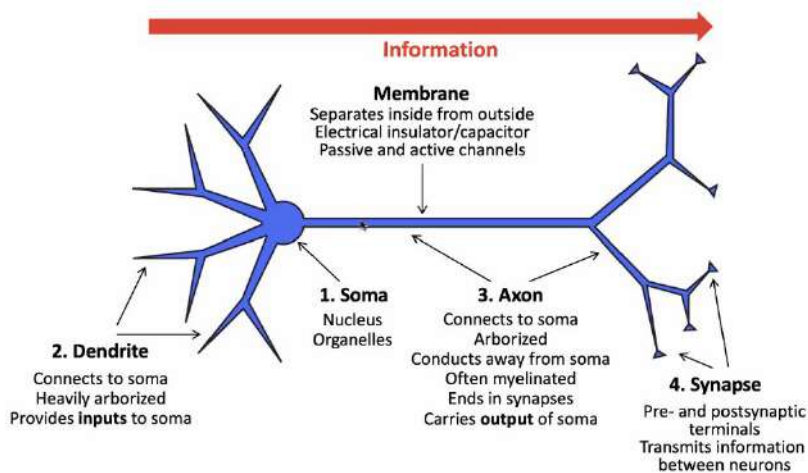 Information
Membrane
Separates inside from outside
Electrical insulator/capacitor
Passive and active channels
1. Soma
Nucleus
Organelles
2. Dendrite
Connects to soma
Heavily arborized
Provides inputs to soma
3. Axon
Connects to soma
Arborized
Conducts away from soma
Often myelinated
Ends in synapses
Carries output of soma
4. Synapse
Pre- and postsynaptic
terminals
Transmits information
between neurons